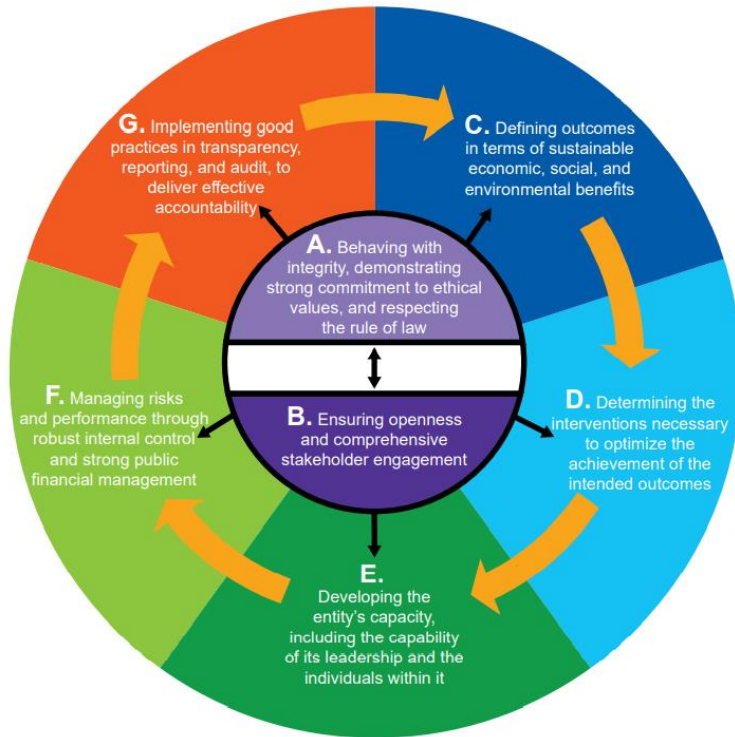 G. Implementing good
practices in transparency,
reporting, and audit, to
deliver effective
accountability
C. Defining outcomes
in terms of sustainable
economic, social, and
environmental benefits
A. Behaving with
integrity, demonstrating
strong commitment to ethical
values, and respecting
the rule of law
B. Ensuring openness
and comprehensive
stakeholder engagement
F. Managing risks
and performance through
robust internal control
and strong public
financial management
D. Determining the
interventions necessary
to optimize the
achievement of the
intended outcomes
E.
Developing the
entity's capacity,
including the capability
of its leadership and the
individuals within it